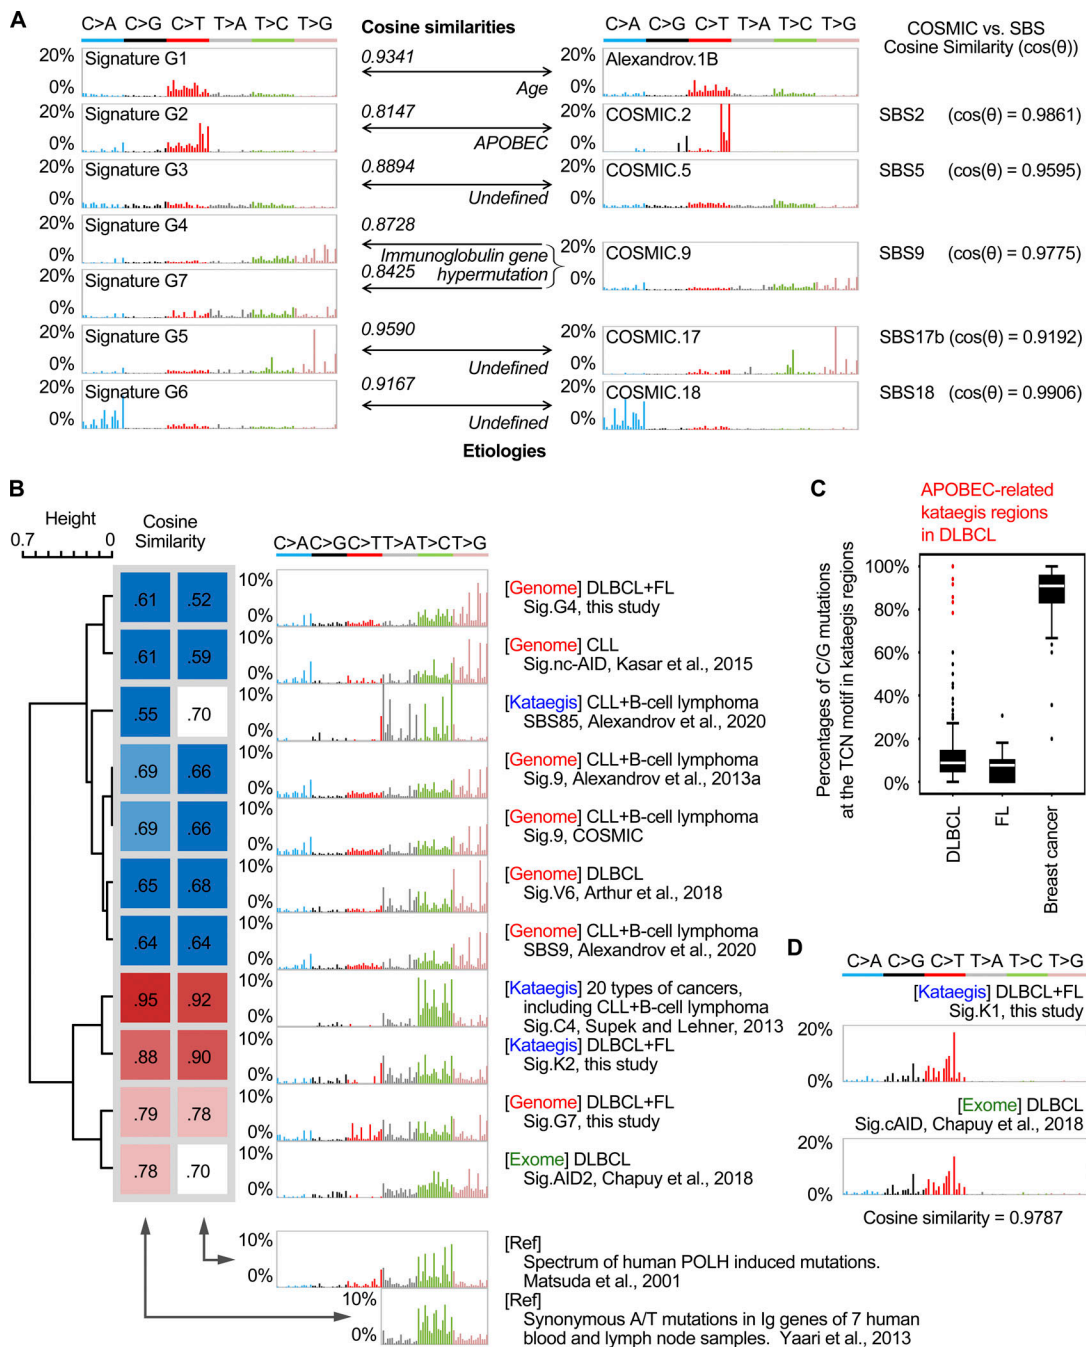 A
C>A C>G C>T T>A T>C T>G
Cosine similarities
C>A C>G C>T T>A T>C T>G
COSMIC vs. SBS
Cosine Similarity (cos(θ))
20%
0%
Signature G1
0.9341
Age
20%
0%
Alexandrov.1B
20%
0%
Signature G2
0.8147
APOBEC
20%
0%
COSMIC.2
SBS2 (cos(θ) = 0.9861)
20%
0%
Signature G3
0.8894
Undefined
20%
0%
COSMIC.5
SBS5 (cos(θ) = 0.9595)
20%
0%
Signature G4
0.8728
Immunoglobulin gene
hypermutation
0.8425
20%
0%
COSMIC.9
SBS9 (cos(θ) = 0.9775)
20%
0%
Signature G7
20%
0%
Signature G5
0.9590
Undefined
20%
0%
COSMIC.17
SBS17b (cos(θ) = 0.9192)
20%
0%
Signature G6
0.9167
Undefined
20%
0%
COSMIC.18
SBS18 (cos(θ) = 0.9906)
Etiologies
B
Height
0.7 0
Cosine
Similarity
C>A C>G C>T T>A T>C T>G
.61 .52
10%
0%
[Genome] DLBCL+FL
Sig.G4, this study
.61 .59
10%
0%
[Genome] CLL
Sig.nc-AID, Kasar et al., 2015
.55 .70
10%
0%
[Kataegis] CLL+B-cell lymphoma
SBS85, Alexandrov et al., 2020
.69 .66
10%
0%
[Genome] CLL+B-cell lymphoma
Sig.9, Alexandrov et al., 2013a
.69 .66
10%
0%
[Genome] CLL+B-cell lymphoma
Sig.9, COSMIC
.65 .68
10%
0%
[Genome] DLBCL
Sig.V6, Arthur et al., 2018
.64 .64
10%
0%
[Genome] CLL+B-cell lymphoma
SBS9, Alexandrov et al., 2020
.95 .92
10%
0%
[Kataegis] 20 types of cancers,
including CLL+B-cell lymphoma
Sig.C4, Supek and Lehner, 2013
.88 .90
10%
0%
[Kataegis] DLBCL+FL
Sig.K2, this study
.79 .78
10%
0%
[Genome] DLBCL+FL
Sig.G7, this study
.78 .70
10%
0%
[Exome] DLBCL
Sig.AID2, Chapuy et al., 2018
10%
0%
[Ref]
Spectrum of human POLH induced mutations.
Matsuda et al., 2001
10%
0%
[Ref]
Synonymous A/T mutations in Ig genes of 7 human
blood and lymph node samples. Yaari et al., 2013
C
APOBEC-related
kataegis regions
in DLBCL
Percentages of C/G mutations
at the TCN motif in kataegis regions
100%
80%
60%
40%
20%
0%
DLBCL
FL
Breast cancer
D
C>A C>G C>T T>A T>C T>G
[Kataegis] DLBCL+FL
Sig.K1, this study
20%
0%
[Exome] DLBCL
Sig.cAID, Chapuy et al., 2018
20%
0%
Cosine similarity = 0.9787